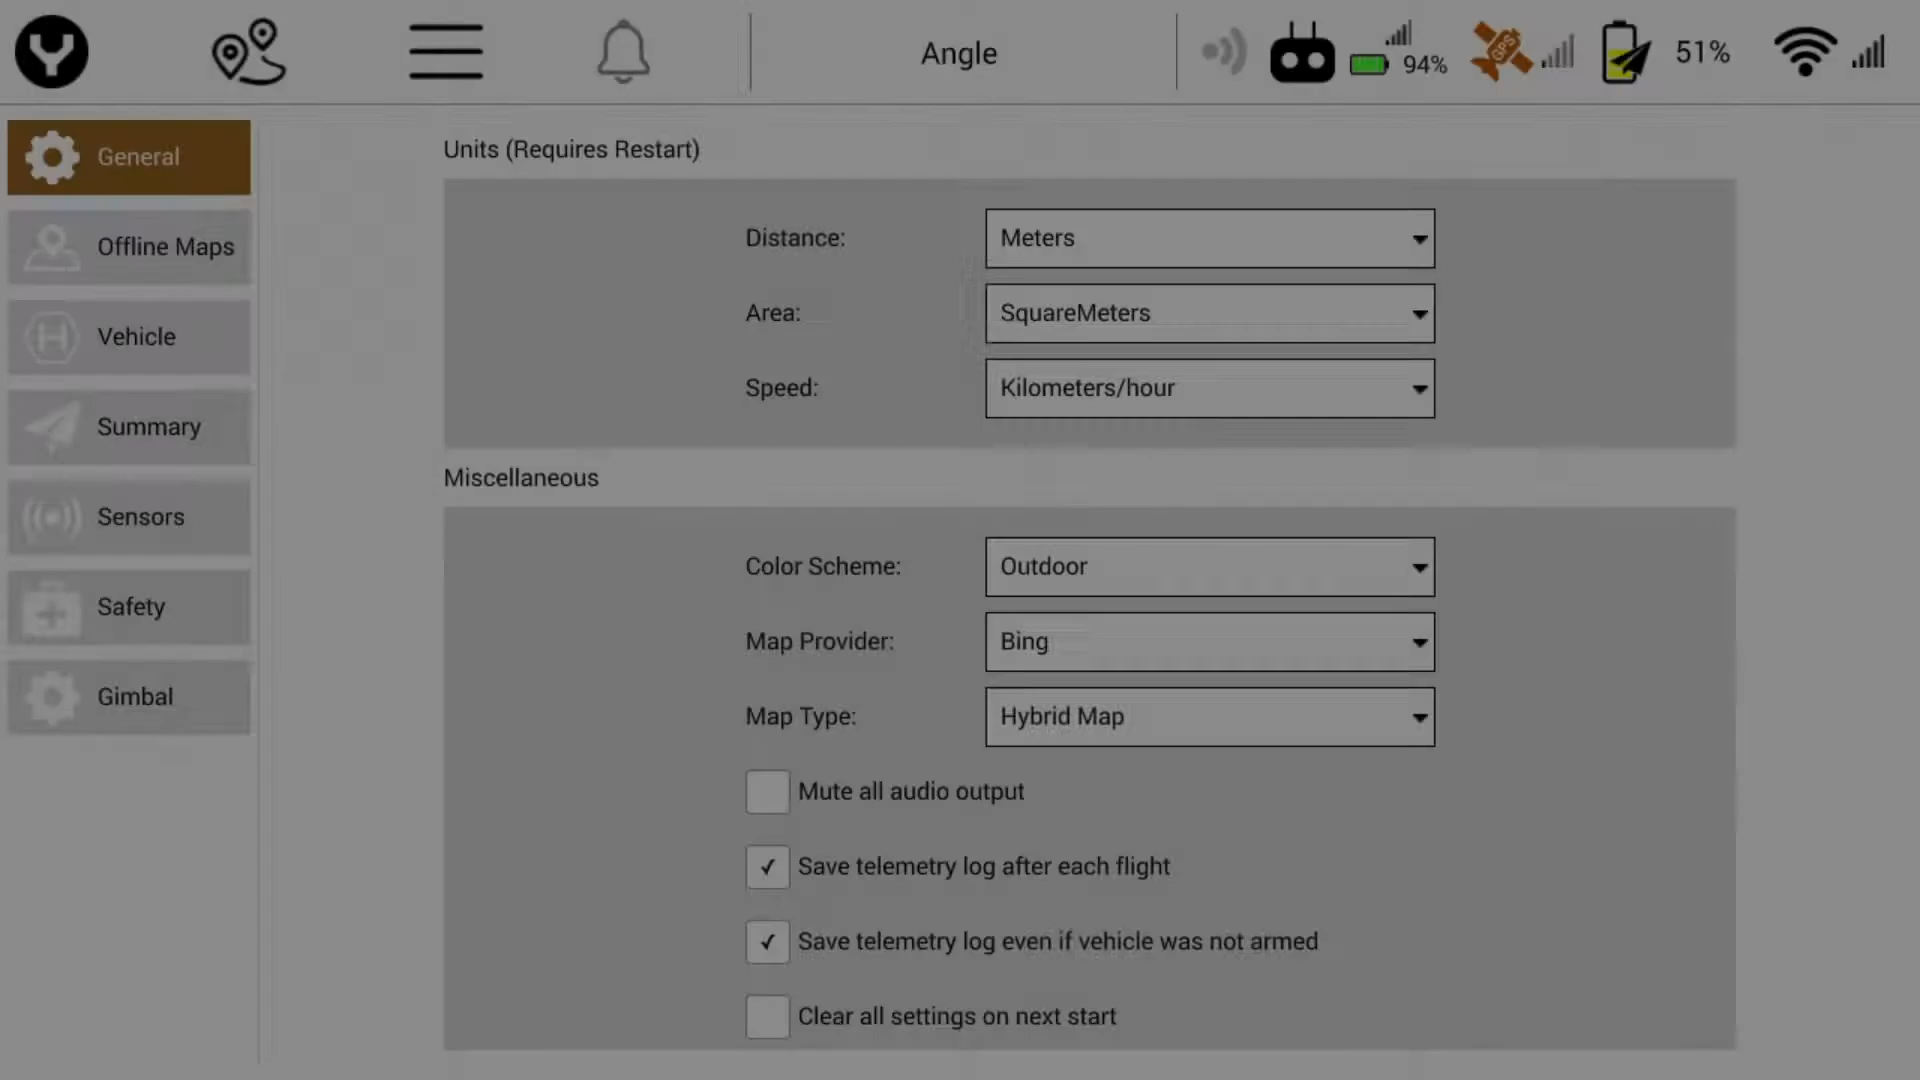 Angle
94%
GPS
51%
General
Offline Maps
Vehicle
Summary
Sensors
Safety
Gimbal
Units (Requires Restart)
Distance: Meters
Area: SquareMeters
Speed: Kilometers/hour
Miscellaneous
Color Scheme: Outdoor
Map Provider: Bing
Map Type: Hybrid Map
Mute all audio output
Save telemetry log after each flight
Save telemetry log even if vehicle was not armed
Clear all settings on next start